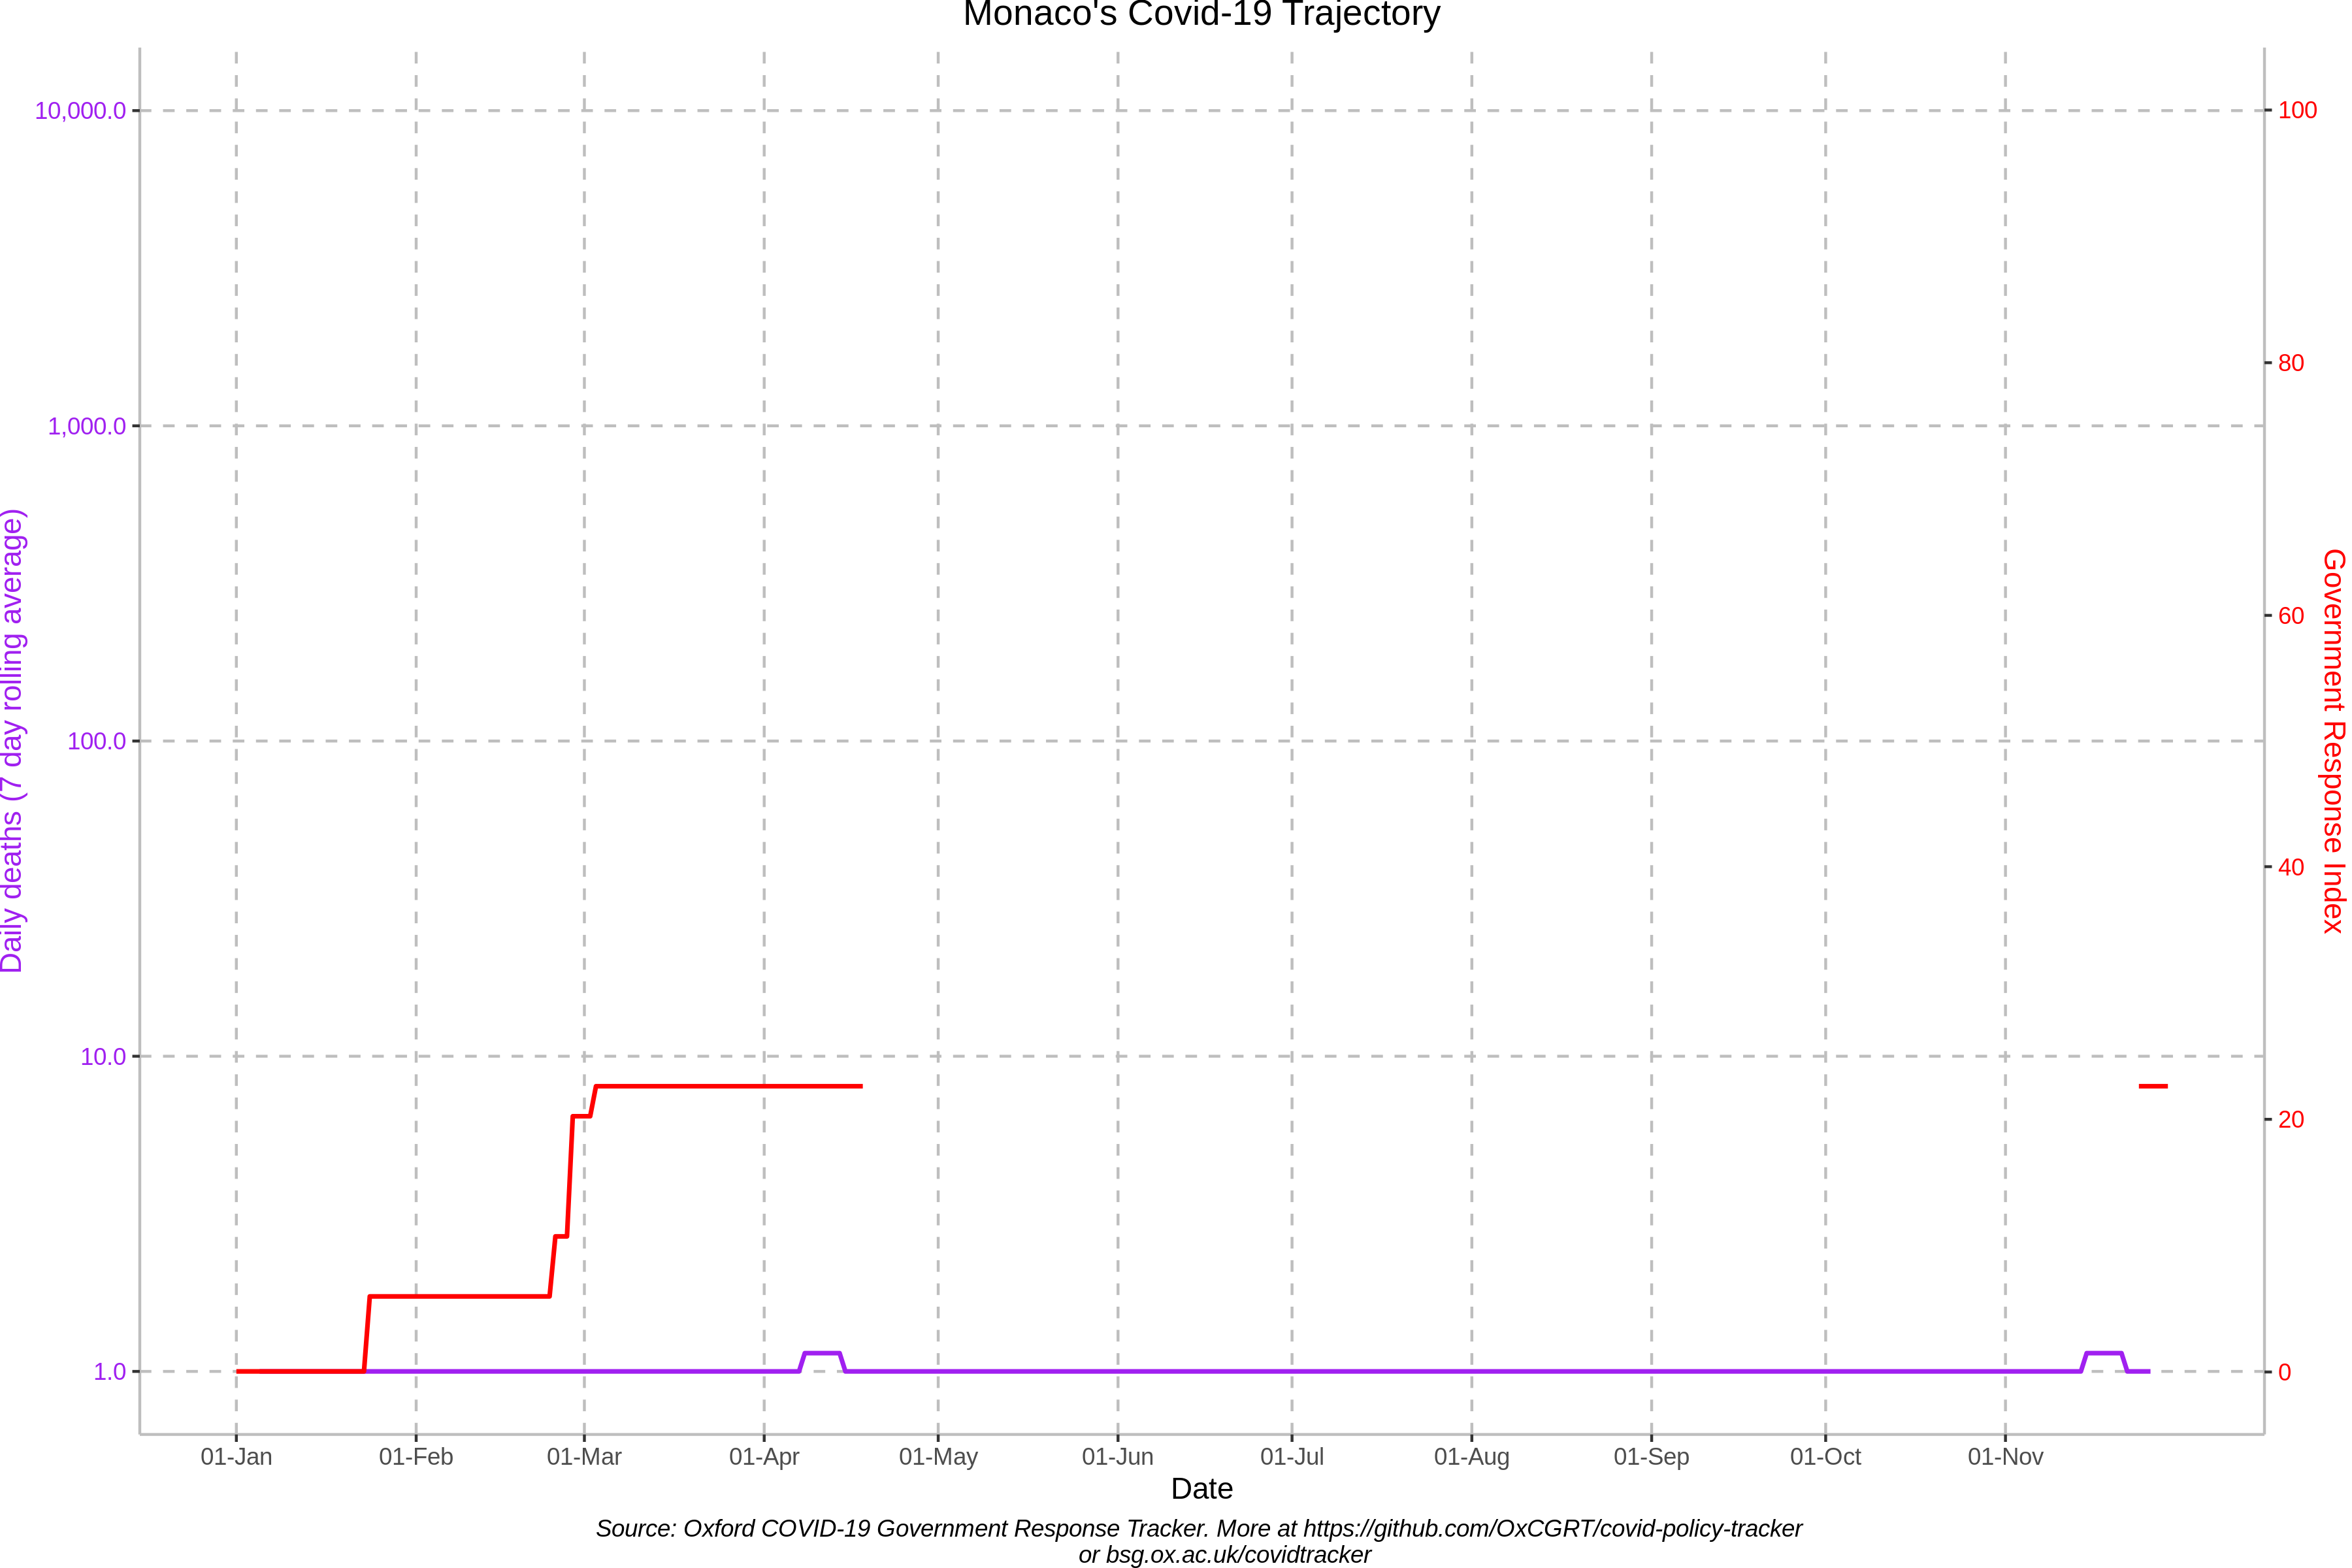 Monaco's Covid-19 Trajectory
10,000.0
1,000.0
100.0
10.0
1.0
Daily deaths (7 day rolling average)
100
80
60
40
20
0
Government Response Index
01-Jan 01-Feb 01-Mar 01-Apr 01-May 01-Jun 01-Jul 01-Aug 01-Sep 01-Oct 01-Nov
Date
Source: Oxford COVID-19 Government Response Tracker. More at https://github.com/OxCGRT/covid-policy-tracker
or bsg.ox.ac.uk/covidtracker